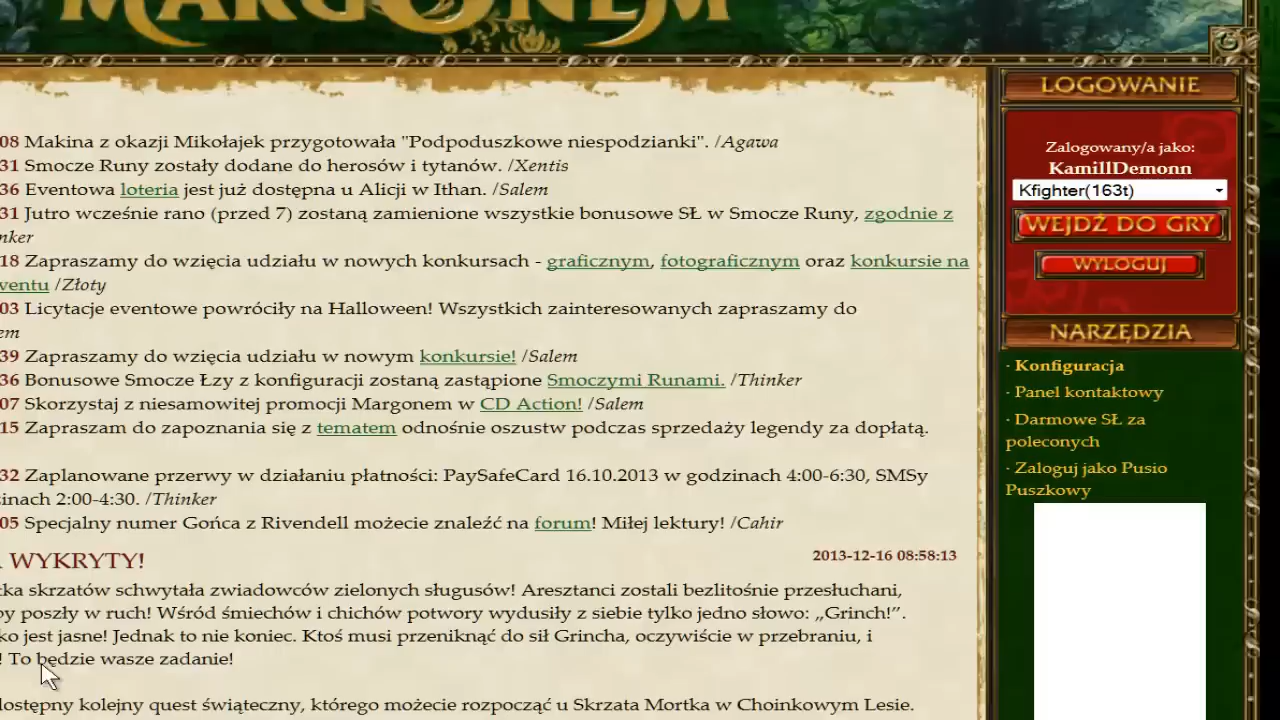 MARGONEM
08 Makina z okazji Mikołajek przygotowała "Podpoduszkowe niespodzianki". /Agawa
31 Smocze Runy zostały dodane do herosów i tytanów. /Xentis
36 Eventowa loteria jest już dostępna u Alicji w Ithan. /Salem
31 Jutro wcześnie rano (przed 7) zostaną zamienione wszystkie bonusowe SŁ w Smocze Runy, zgodnie z
nker
18 Zapraszamy do wzięcia udziału w nowych konkursach - graficznym, fotograficznym oraz konkursie na
ventu /Złoty
03 Licytacje eventowe powróciły na Halloween! Wszystkich zainteresowanych zapraszamy do
em
39 Zapraszamy do wzięcia udziału w nowym konkursie! /Salem
36 Bonusowe Smocze Łzy z konfiguracji zostaną zastąpione Smoczymi Runami. /Thinker
07 Skorzystaj z niesamowitej promocji Margonem w CD Action! /Salem
15 Zapraszam do zapoznania się z tematem odnośnie oszustw podczas sprzedaży legendy za dopłatą.
32 Zaplanowane przerwy w działaniu płatności: PaySafeCard 16.10.2013 w godzinach 4:00-6:30, SMSy
zinach 2:00-4:30. /Thinker
05 Specjalny numer Gońca z Rivendell możecie znaleźć na forum! Miłej lektury! /Cahir
WYKRYTY!
2013-12-16 08:58:13
tka skrzatów schwytała zwiadowców zielonych sługusów! Aresztanci zostali bezlitośnie przesłuchani,
by poszły w ruch! Wśród śmiechów i chichów potwory wydusiły z siebie tylko jedno słowo: „Grinch!”.
ko jest jasne! Jednak to nie koniec. Ktoś musi przeniknąć do sił Grincha, oczywiście w przebraniu, i
! To będzie wasze zadanie!
dostępny kolejny quest świąteczny, którego możecie rozpocząć u Skrzata Mortka w Choinkowym Lesie.
LOGOWANIE
Zalogowany/a jako:
KamillDemonn
Kfighter(163t)
WEJDŹ DO GRY
WYLOGUJ
NARZĘDZIA
· Konfiguracja
· Panel kontaktowy
· Darmowe SŁ za
poleconych
· Zaloguj jako Pusio
Puszkowy